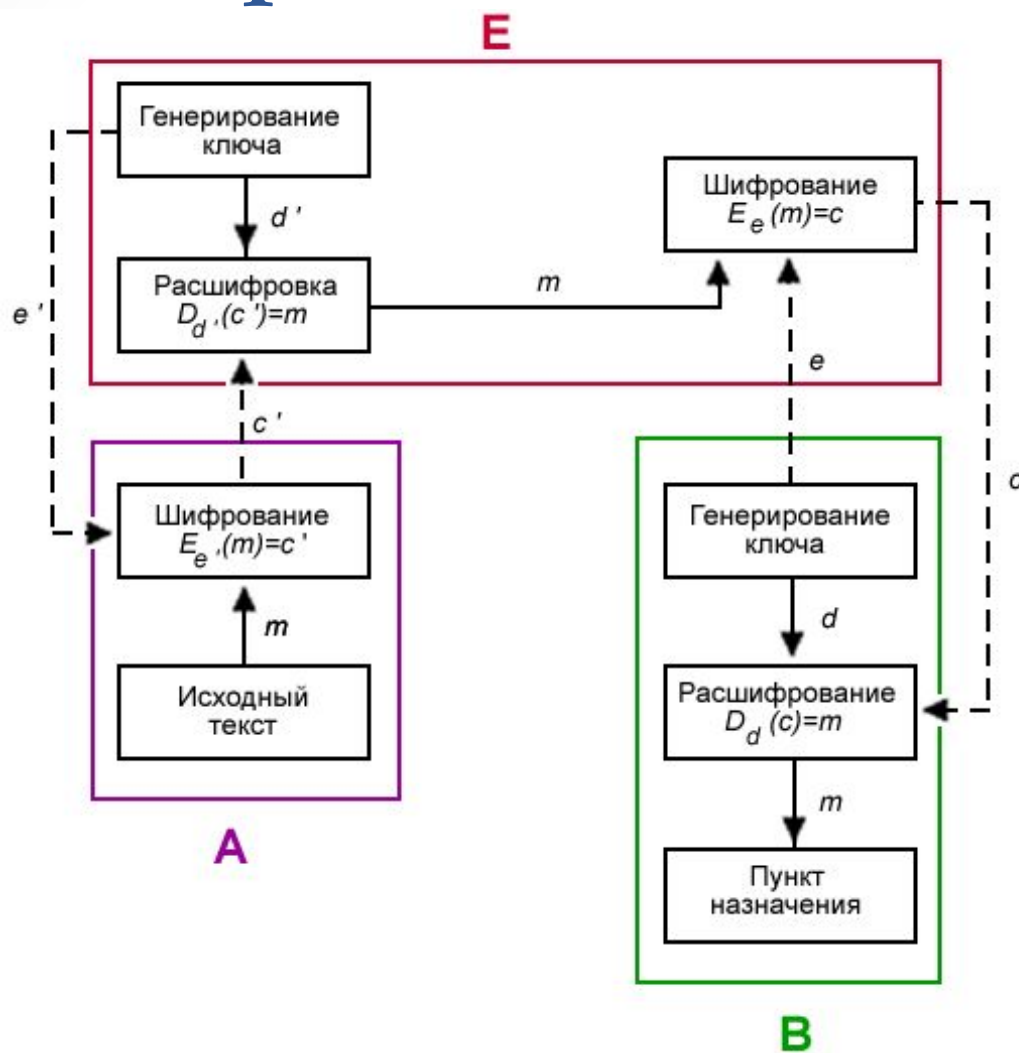 E
Генерирование
ключа
d '
Шифрование
E e (m)=c
Расшифровка
D d ,(c ')=m
m
e '
e
c '
Шифрование
E e ,(m)=c '
m
Исходный
текст
A
Генерирование
ключа
d
Расшифрование
D d (c)=m
m
Пункт
назначения
B